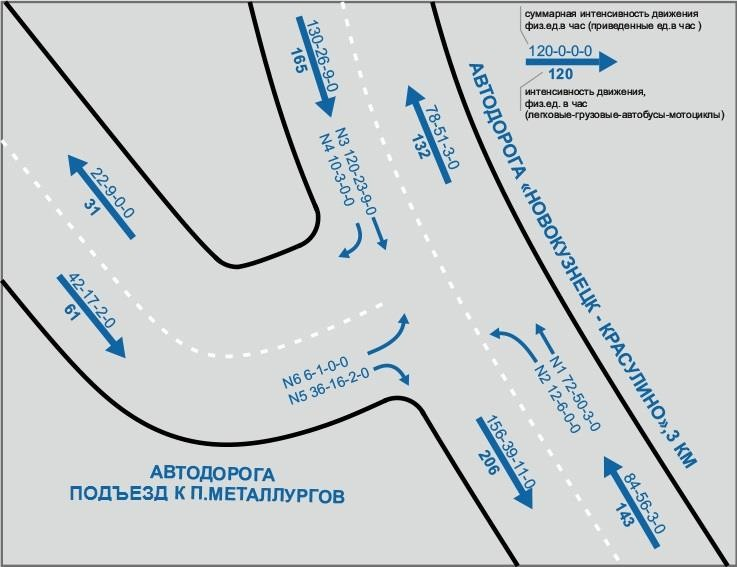 суммарная интенсивность движения
физ.ед.в час (приведенные ед.в час )
120-0-0-0
120
интенсивность движения,
физ.ед. в час
(легковые-грузовые-автобусы-мотоциклы)
130-26-9-0
165
N3 120-23-9-0
N4 10-3-0-0
78-51-3-0
132
АВТОДОРОГА «НОВОКУЗНЕЦК - КРАСУЛИНО»,3 КМ
22-9-0-0
31
42-17-2-0
61
N6 6-1-0-0
N5 36-16-2-0
N1 72-50-3-0
N2 12-6-0-0
156-39-11-0
206
84-56-3-0
143
АВТОДОРОГА
ПОДЪЕЗД К П.МЕТАЛЛУРГОВ